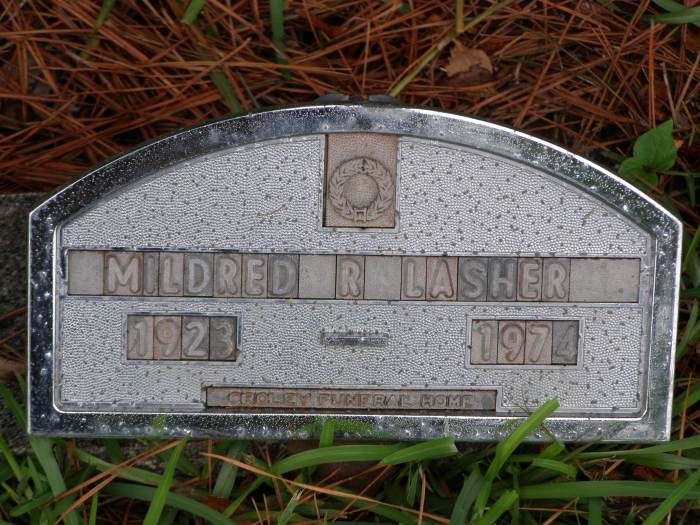 MILDRED R LASHER
1923 1974
CROLEY FUNERAL HOME